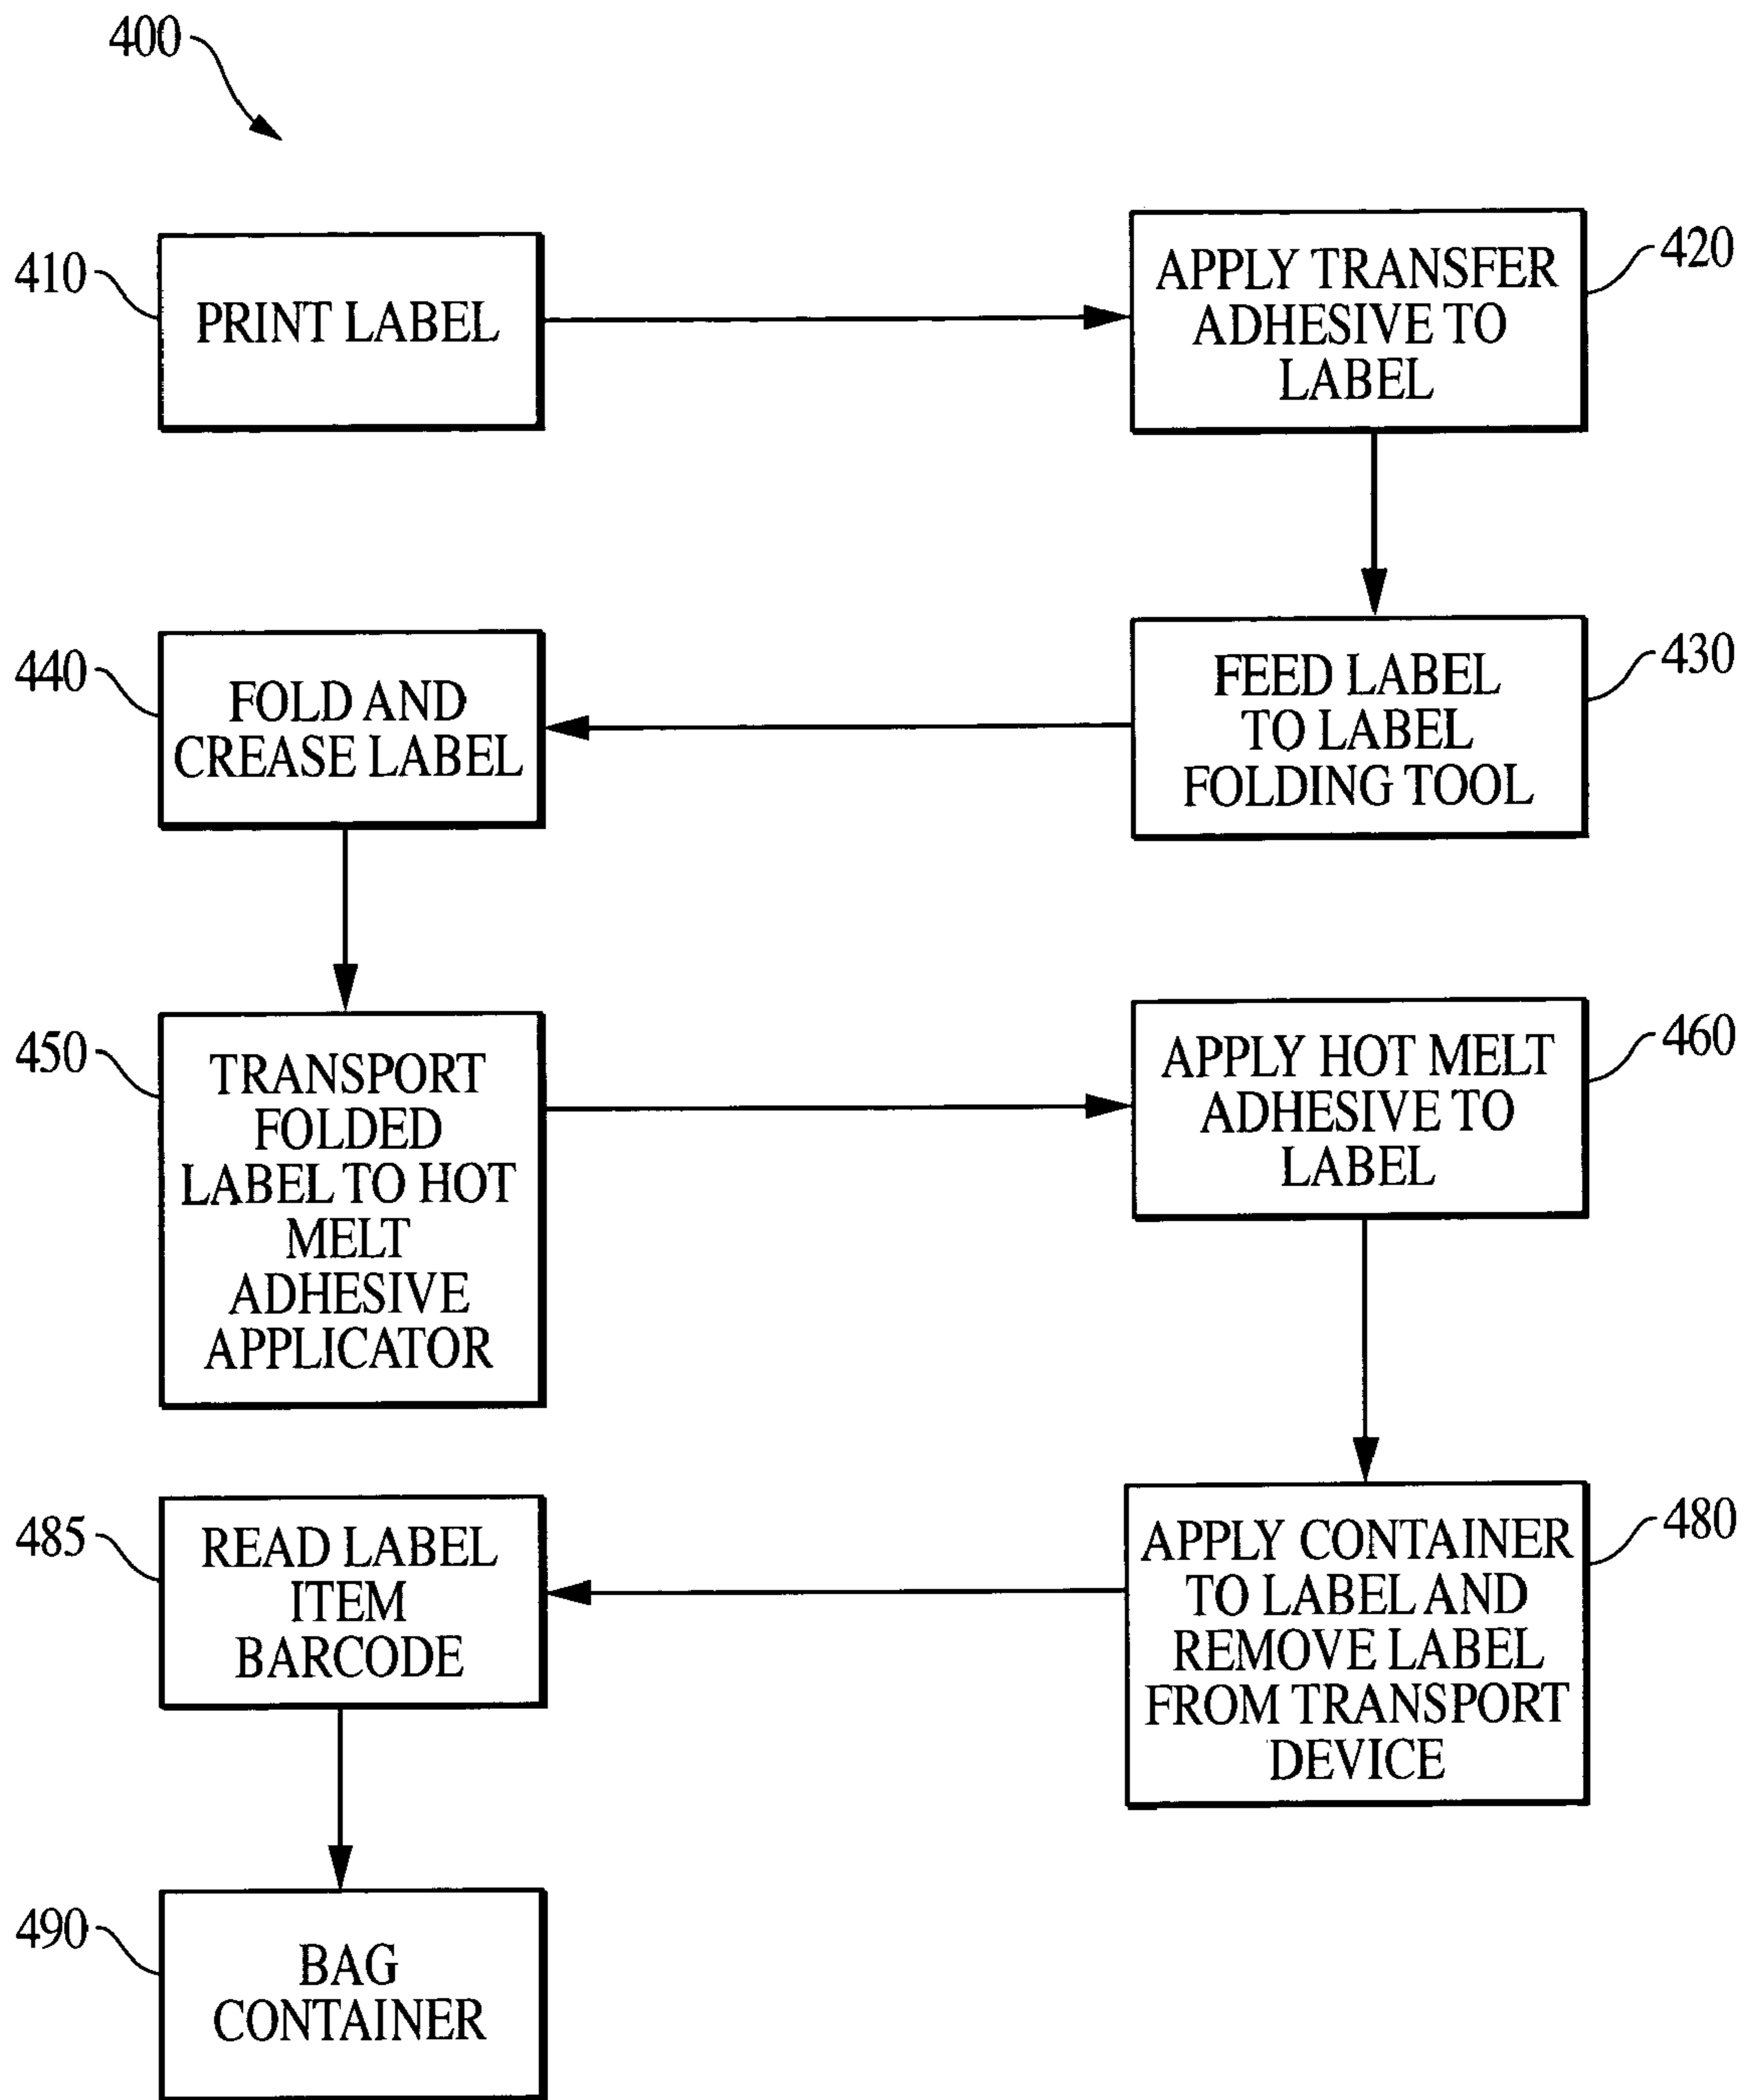 400
410
PRINT LABEL
420
APPLY TRANSFER
ADHESIVE TO
LABEL
430
FEED LABEL
TO LABEL
FOLDING TOOL
440
FOLD AND
CREASE LABEL
450
TRANSPORT
FOLDED
LABEL TO HOT
MELT
ADHESIVE
APPLICATOR
460
APPLY HOT MELT
ADHESIVE TO
LABEL
480
APPLY CONTAINER
TO LABEL AND
REMOVE LABEL
FROM TRANSPORT
DEVICE
485
READ LABEL
ITEM
BARCODE
490
BAG
CONTAINER